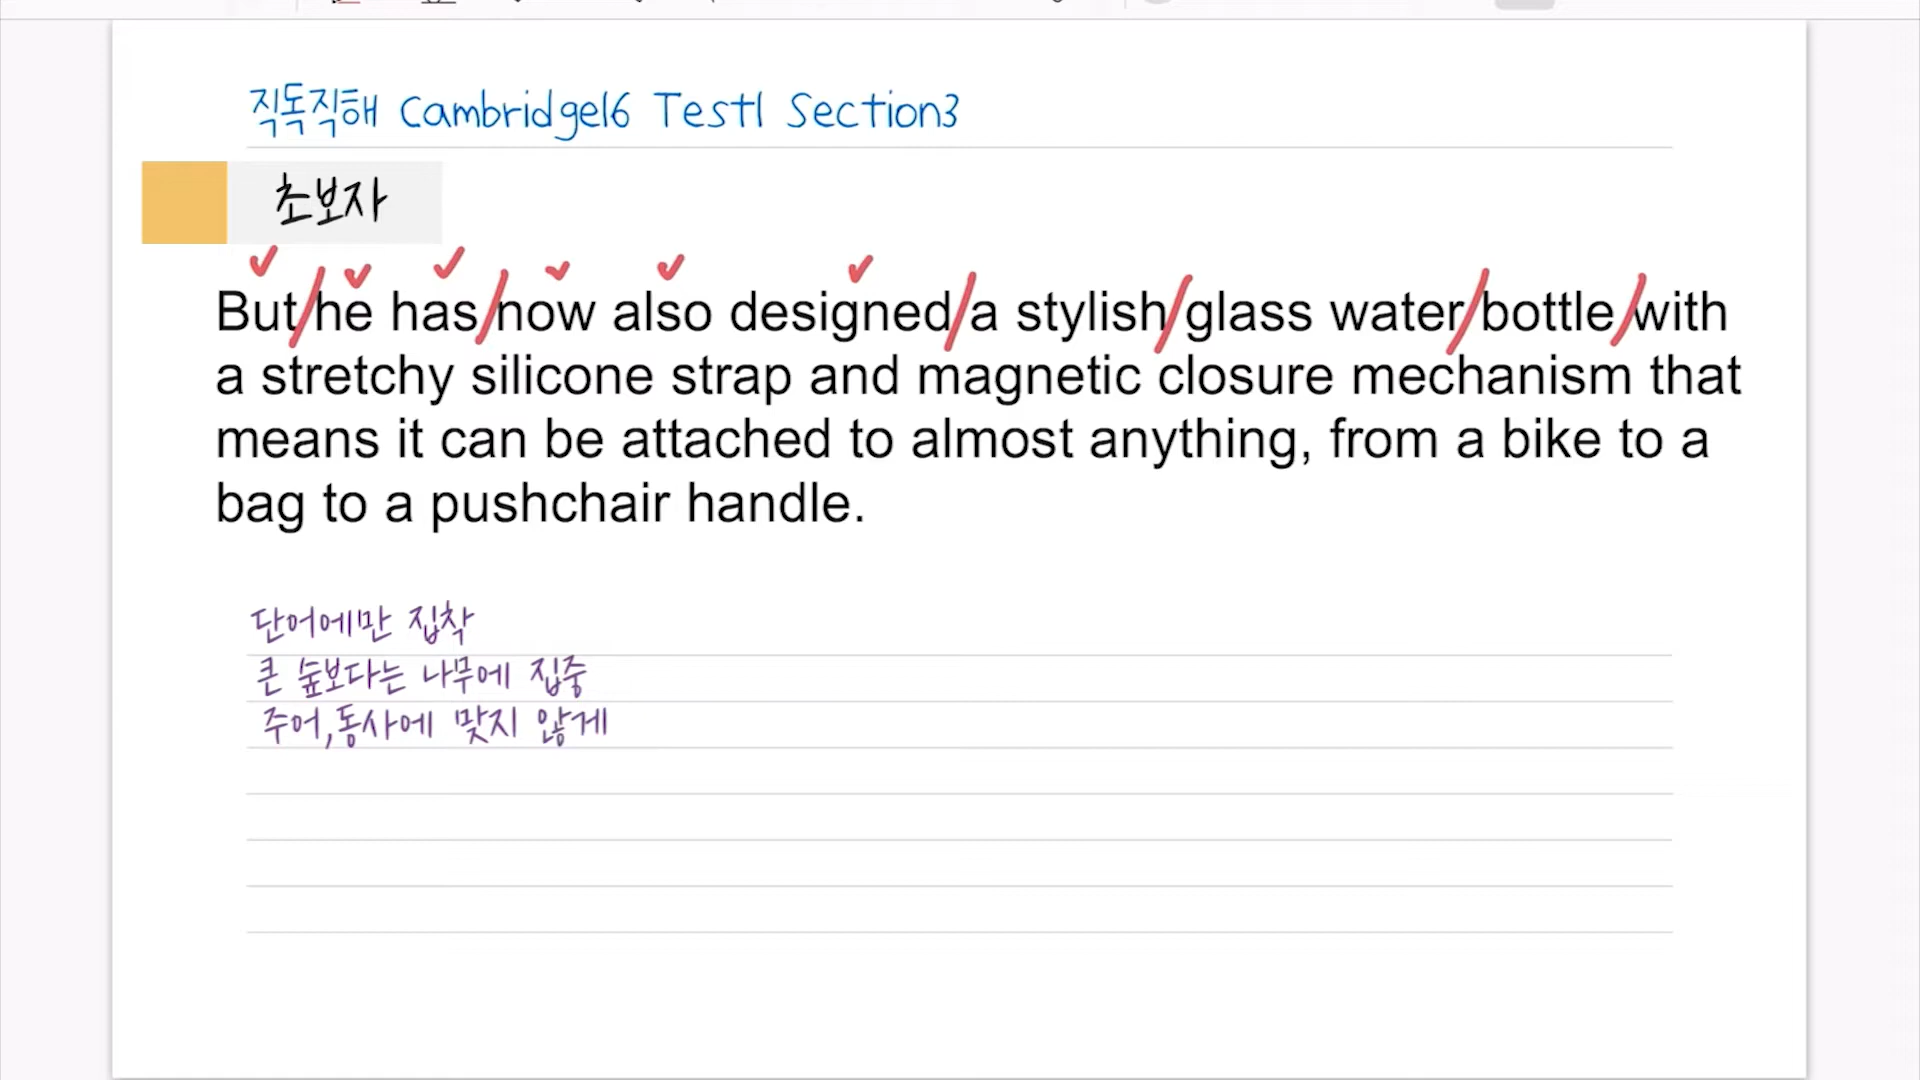 직독직해 Cambridge16 Test1 Section3
초보자
But he has now also designed a stylish glass water bottle with
a stretchy silicone strap and magnetic closure mechanism that
means it can be attached to almost anything, from a bike to a
bag to a pushchair handle.
단어에만 집착
큰 숲보다는 나무에 집중
주어,동사에 맞지 않게